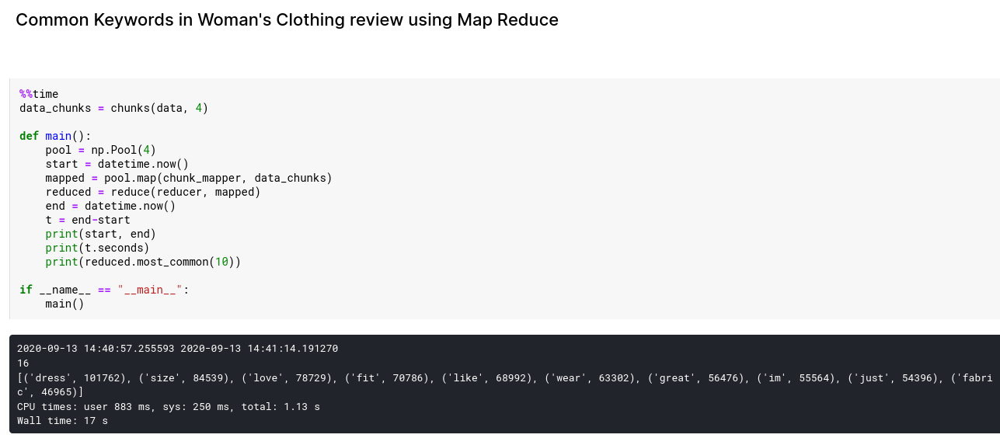 Common Keywords in Woman's Clothing review using Map Reduce
%%time
data_chunks = chunks(data, 4)
def main():
    pool = np.Pool(4)
    start = datetime.now()
    mapped = pool.map(chunk_mapper, data_chunks)
    reduced = reduce(reducer, mapped)
    end = datetime.now()
    t = end-start
    print(start, end)
    print(t.seconds)
    print(reduced.most_common(10))
if __name__ == "__main__":
    main()
2020-09-13 14:40:57.255593 2020-09-13 14:41:14.191270
16
[('dress', 101762), ('size', 84539), ('love', 78729), ('fit', 70786), ('like', 68992), ('wear', 63302), ('great', 56476), ('im', 55564), ('just', 54396), ('fabri
c', 46965)]
CPU times: user 883 ms, sys: 250 ms, total: 1.13 s
Wall time: 17 s